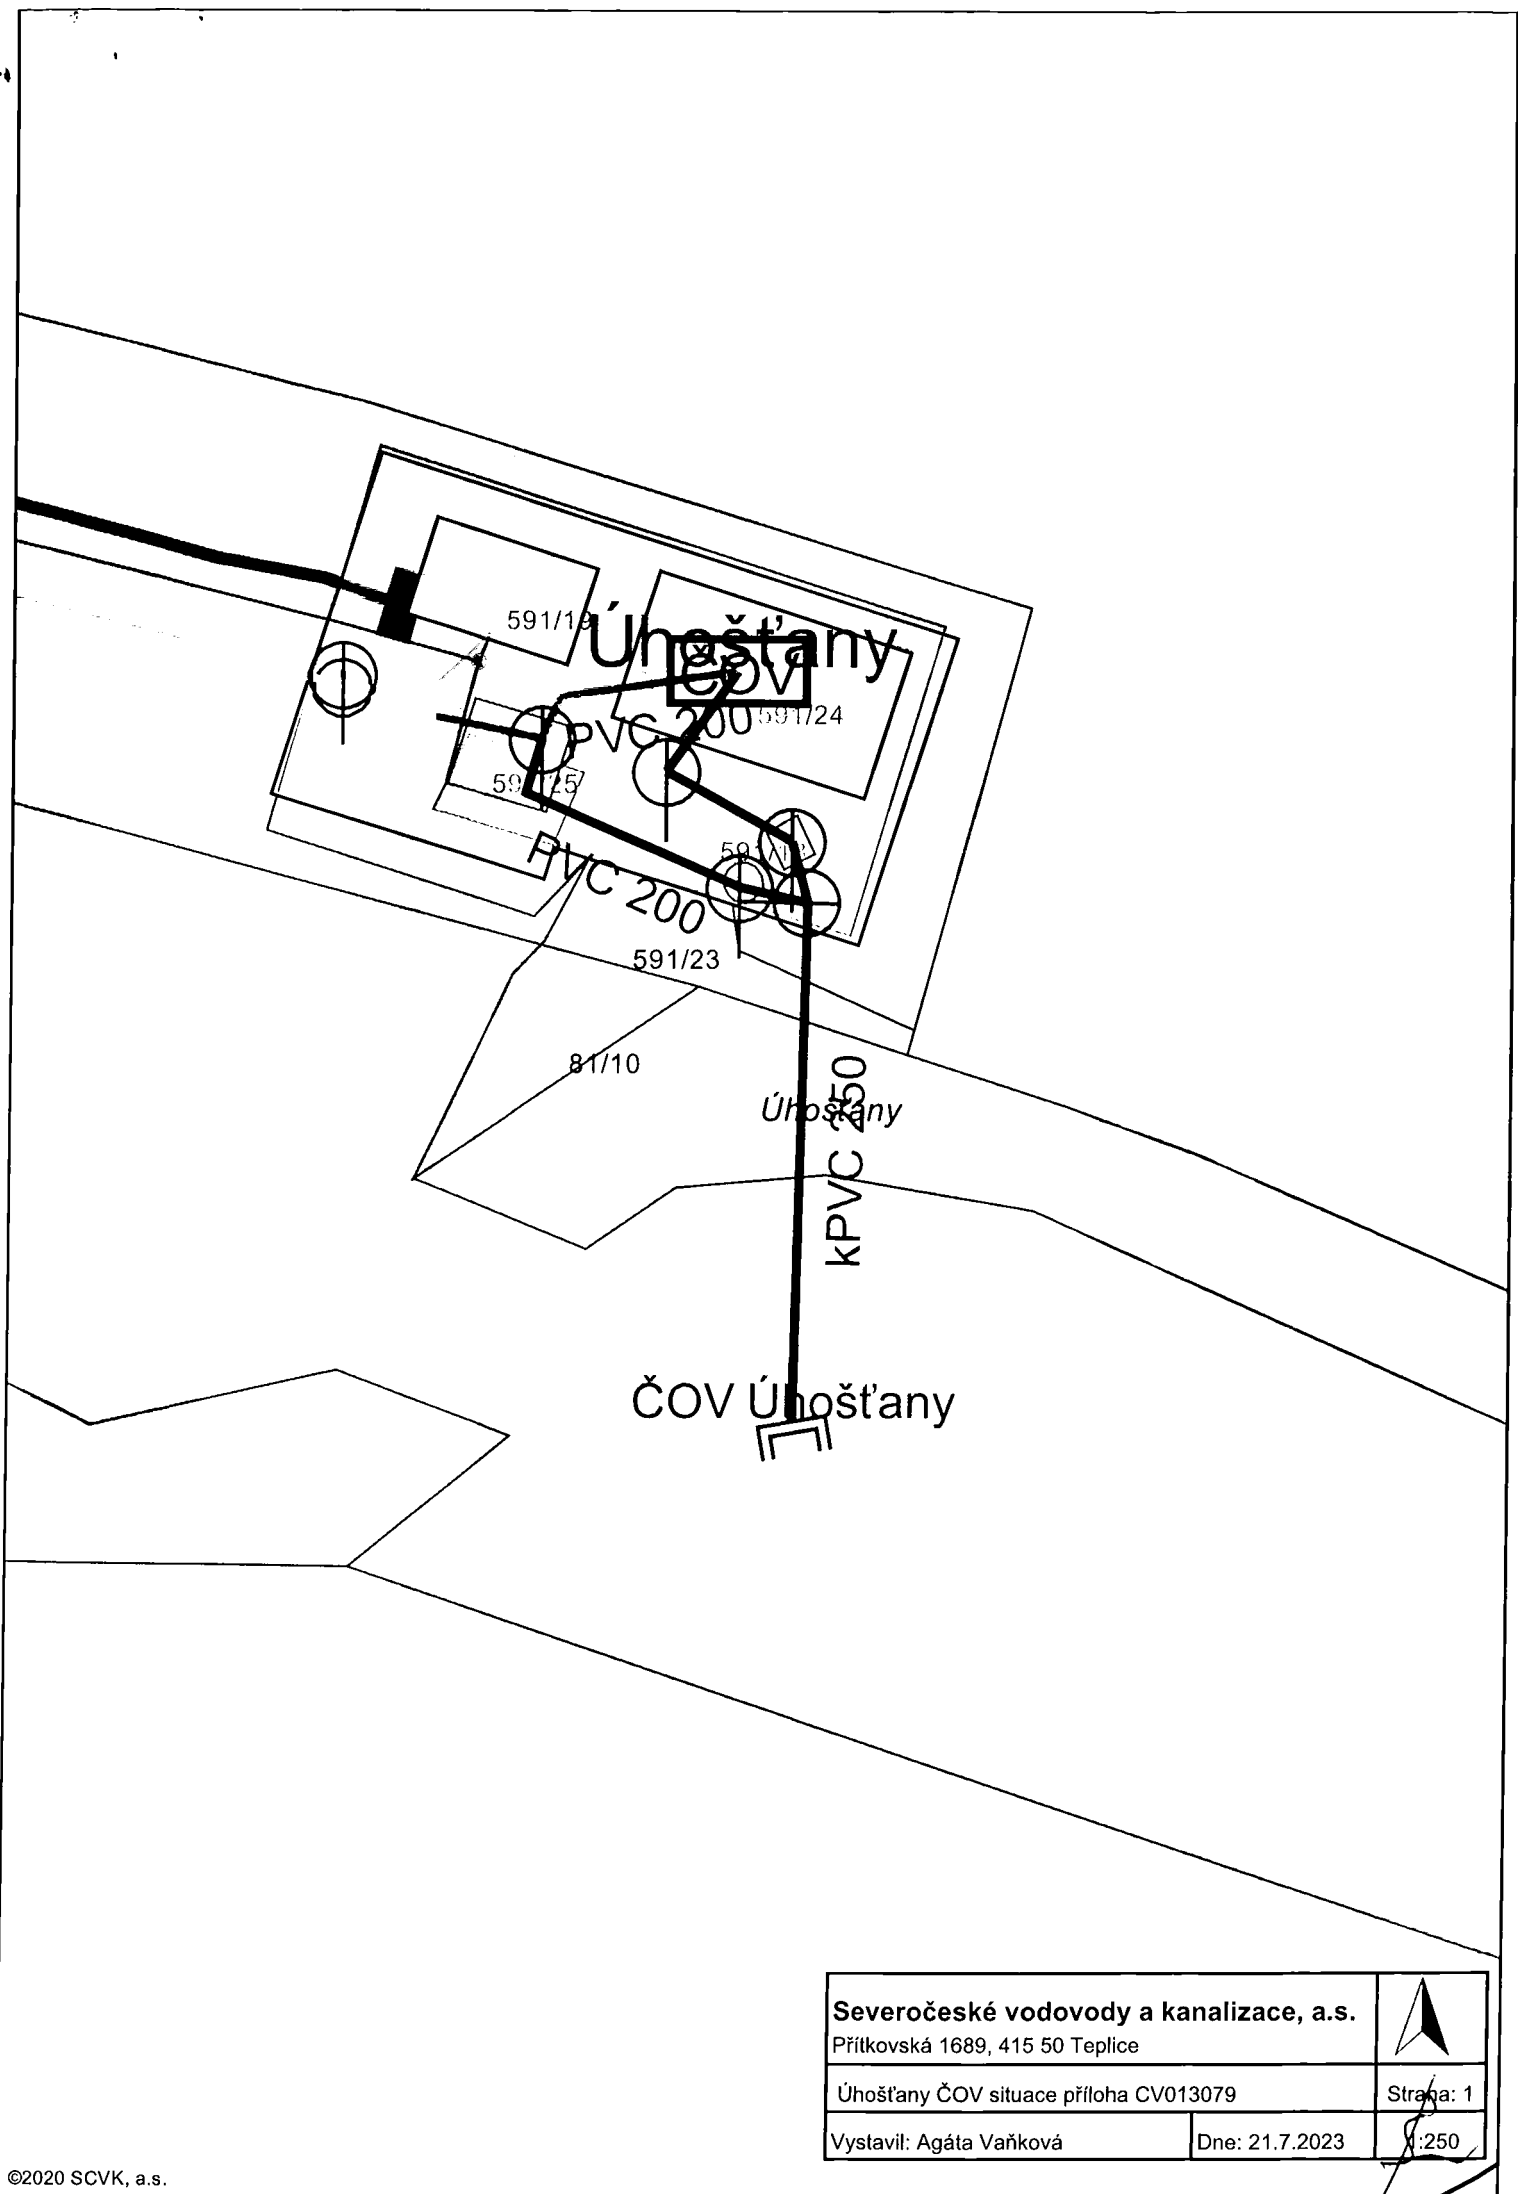 591/19
Úhošťany
ČOV
591/24
PVC 200
PVC 200
591/23
81/10
Úhošťany
kPVC 250
ČOV Úhošťany
Severočeské vodovody a kanalizace, a.s.
Přítkovská 1689, 415 50 Teplice
Úhošťany ČOV situace příloha CV013079
Strana: 1
Vystavil: Agáta Vaňková
Dne: 21.7.2023
1:250
©2020 SCVK, a.s.